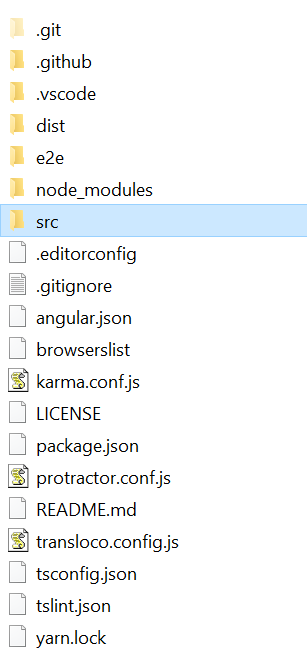 .git
.github
.vscode
dist
e2e
node_modules
src
.editorconfig
.gitignore
angular.json
browserslist
karma.conf.js
LICENSE
package.json
protractor.conf.js
README.md
transloco.config.js
tsconfig.json
tslint.json
yarn.lock